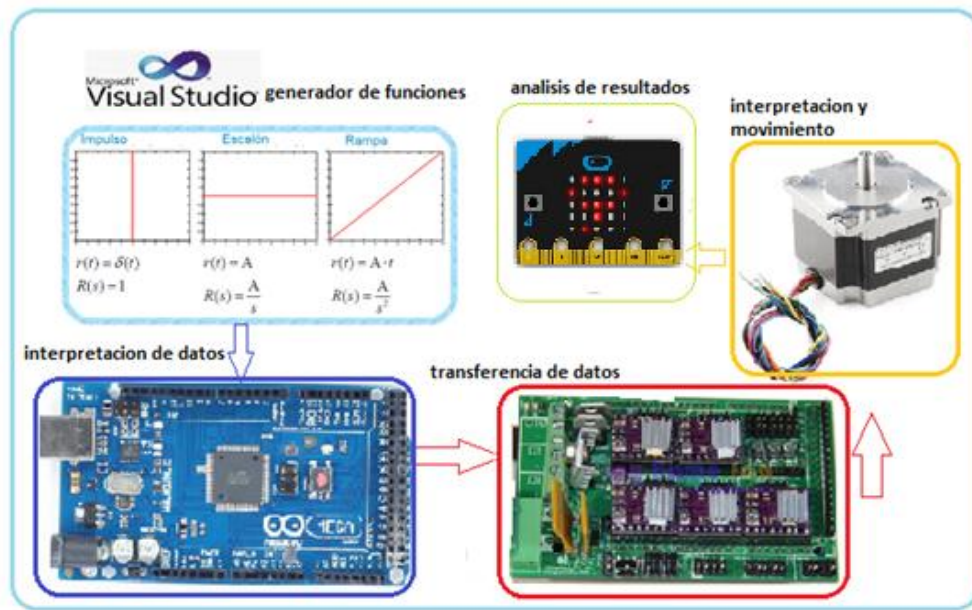 Microsoft
Visual Studio generador de funciones
Impulso
Escalón
Rampa
r(t) = δ(t)
R(s) = 1
r(t) = A
R(s) = A/s
r(t) = A·t
R(s) = A/s²
analisis de resultados
interpretacion y
movimiento
interpretacion de datos
MEGA
transferencia de datos